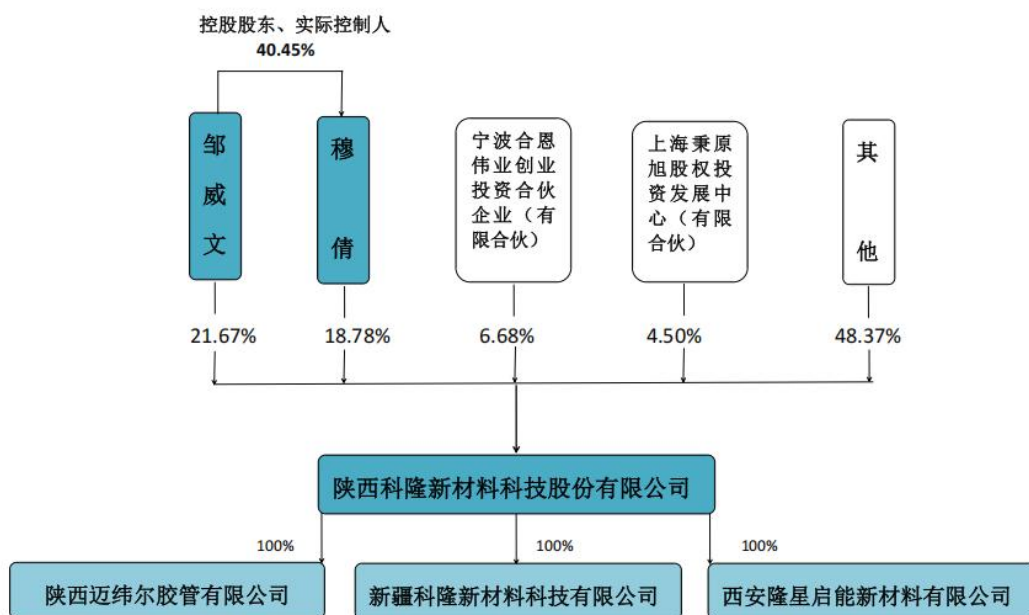 控股股东、实际控制人
40.45%
邹威文
穆倩
宁波合恩
伟业创业
投资合伙
企业（有
限合伙）
上海秉原
旭股权投
资发展中
心（有限
合伙）
其他
21.67%
18.78%
6.68%
4.50%
48.37%
陕西科隆新材料科技股份有限公司
100%
100%
100%
陕西迈纬尔胶管有限公司
新疆科隆新材料科技有限公司
西安隆星启能新材料有限公司